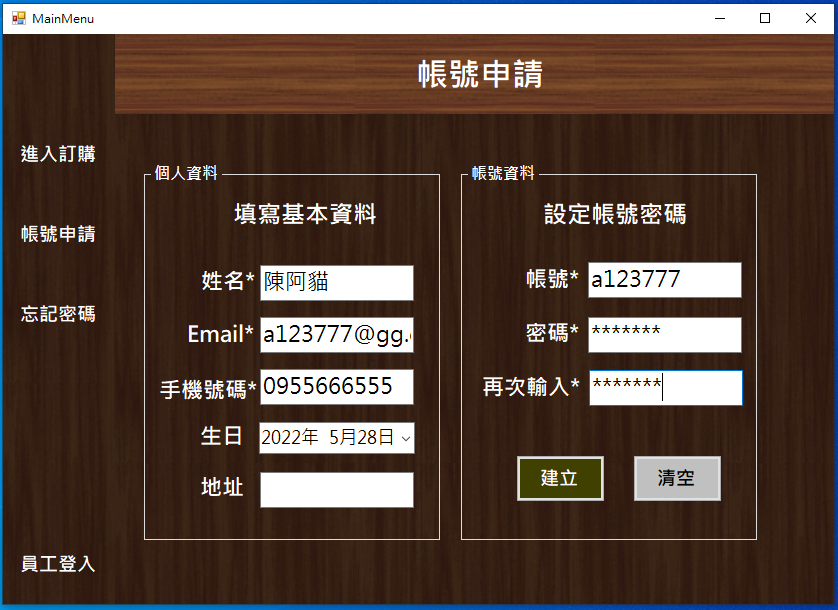 MainMenu
帳號申請
進入訂購
帳號申請
忘記密碼
員工登入
個人資料
填寫基本資料
姓名* 陳阿貓
Email* a123777@gg.
手機號碼* 0955666555
生日 2022年 5月28日
地址
帳號資料
設定帳號密碼
帳號* a123777
密碼* *******
再次輸入* *******
建立 清空